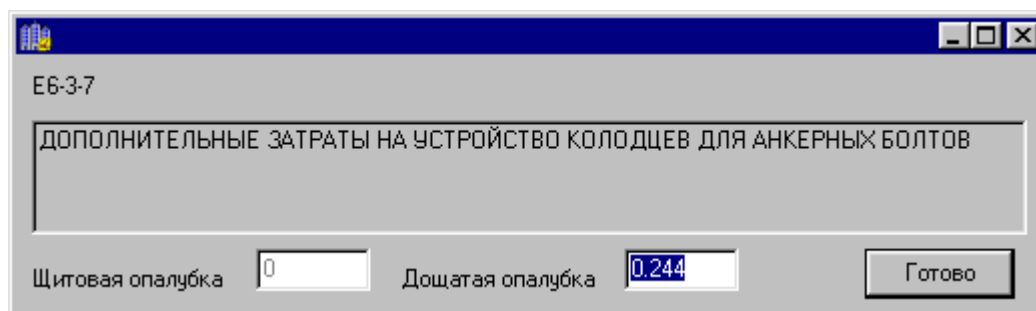 Е6-3-7
ДОПОЛНИТЕЛЬНЫЕ ЗАТРАТЫ НА УСТРОЙСТВО КОЛОДЦЕВ ДЛЯ АНКЕРНЫХ БОЛТОВ
Щитовая опалубка 0 Дощатая опалубка 0.244 Готово